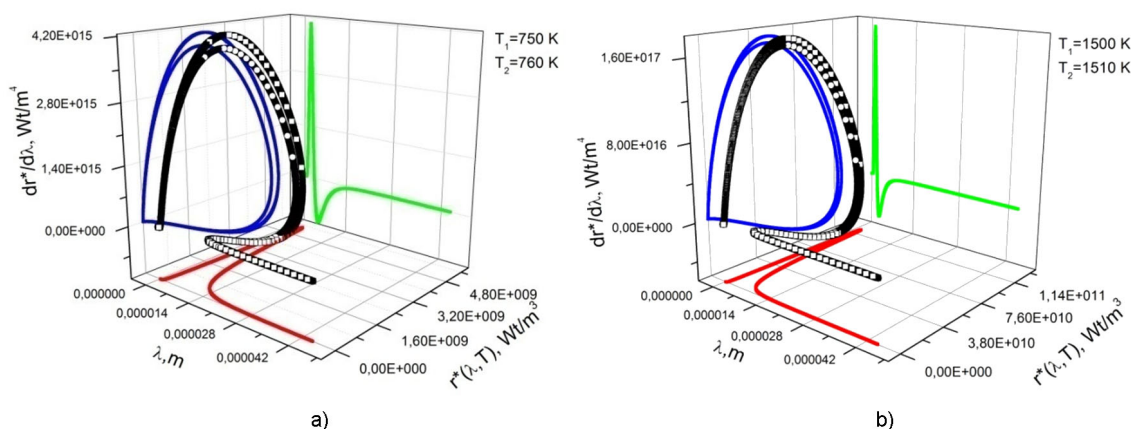 T₁=750 K
T₂=760 K
dr*/dλ, Wt/m⁴
4,20E+015
2,80E+015
1,40E+015
0,00E+000
0,000000
0,000014
0,000028
0,000042
λ,m
0,00E+000
1,60E+009
3,20E+009
4,80E+009
r*(λ,T), Wt/m³
a)
T₁=1500 K
T₂=1510 K
dr*/dλ, Wt/m⁴
1,60E+017
8,00E+016
0,00E+000
0,000000
0,000014
0,000028
0,000042
λ,m
0,00E+000
3,80E+010
7,60E+010
1,14E+011
r*(λ,T), Wt/m³
b)